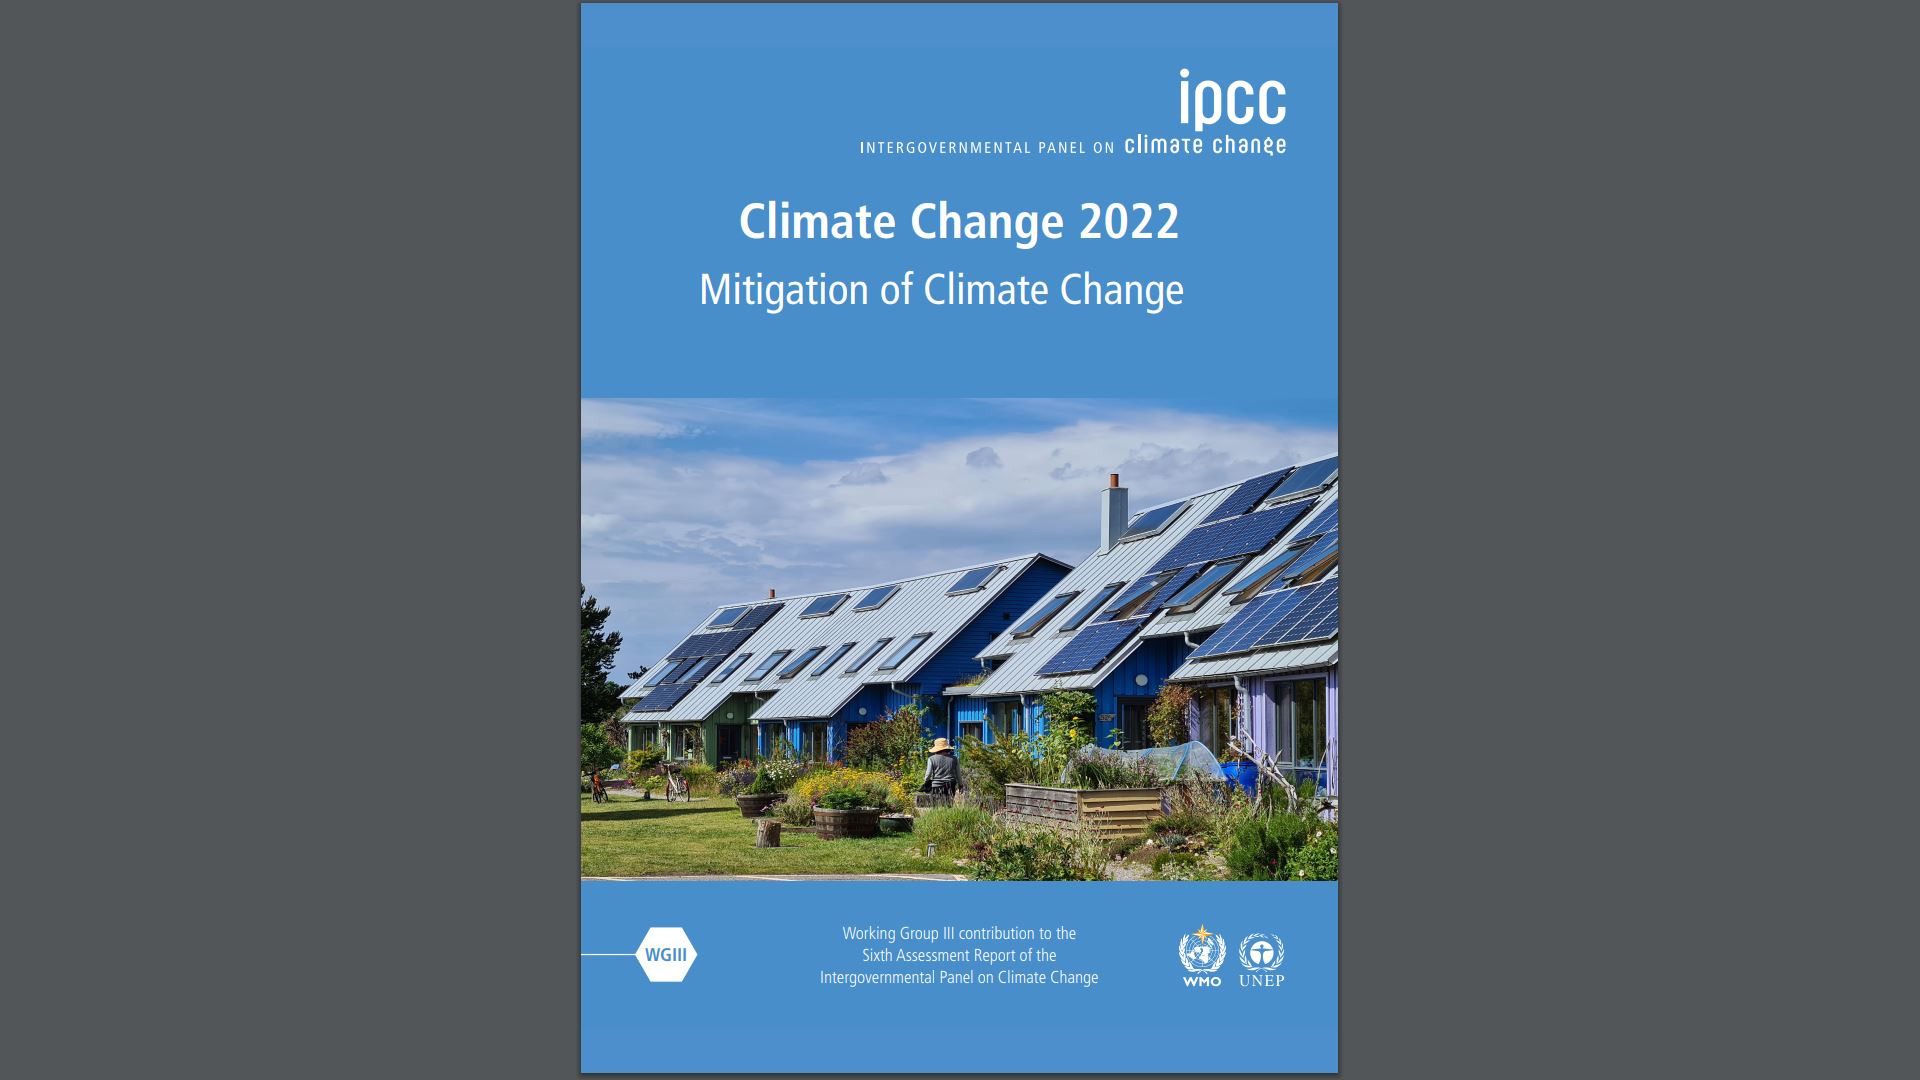 ipcc
INTERGOVERNMENTAL PANEL ON climate change
Climate Change 2022
Mitigation of Climate Change
WGIII
Working Group III contribution to the
Sixth Assessment Report of the
Intergovernmental Panel on Climate Change
WMO
UNEP